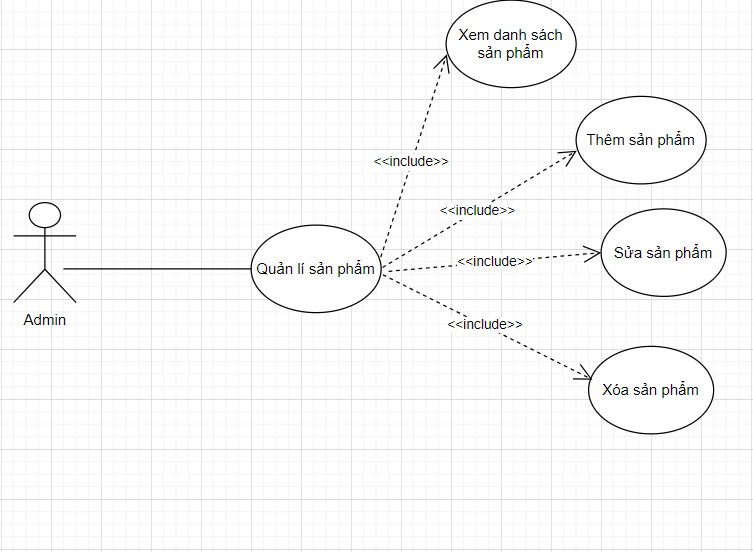 Xem danh sách
sản phẩm
<<include>>
Thêm sản phẩm
<<include>>
Sửa sản phẩm
<<include>>
Quản lí sản phẩm
Admin
<<include>>
Xóa sản phẩm